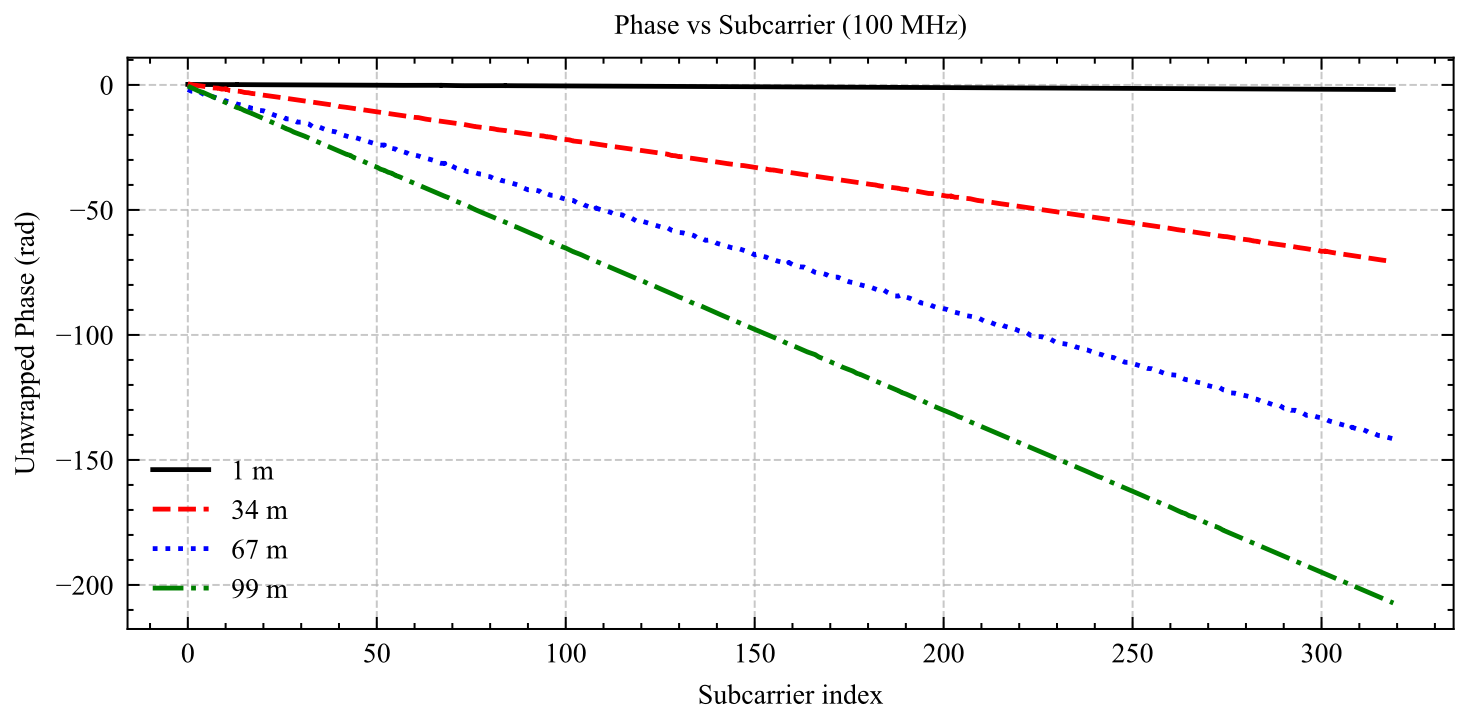 Phase vs Subcarrier (100 MHz)
Unwrapped Phase (rad)
0
−50
−100
−150
−200
1 m
34 m
67 m
99 m
0 50 100 150 200 250 300
Subcarrier index